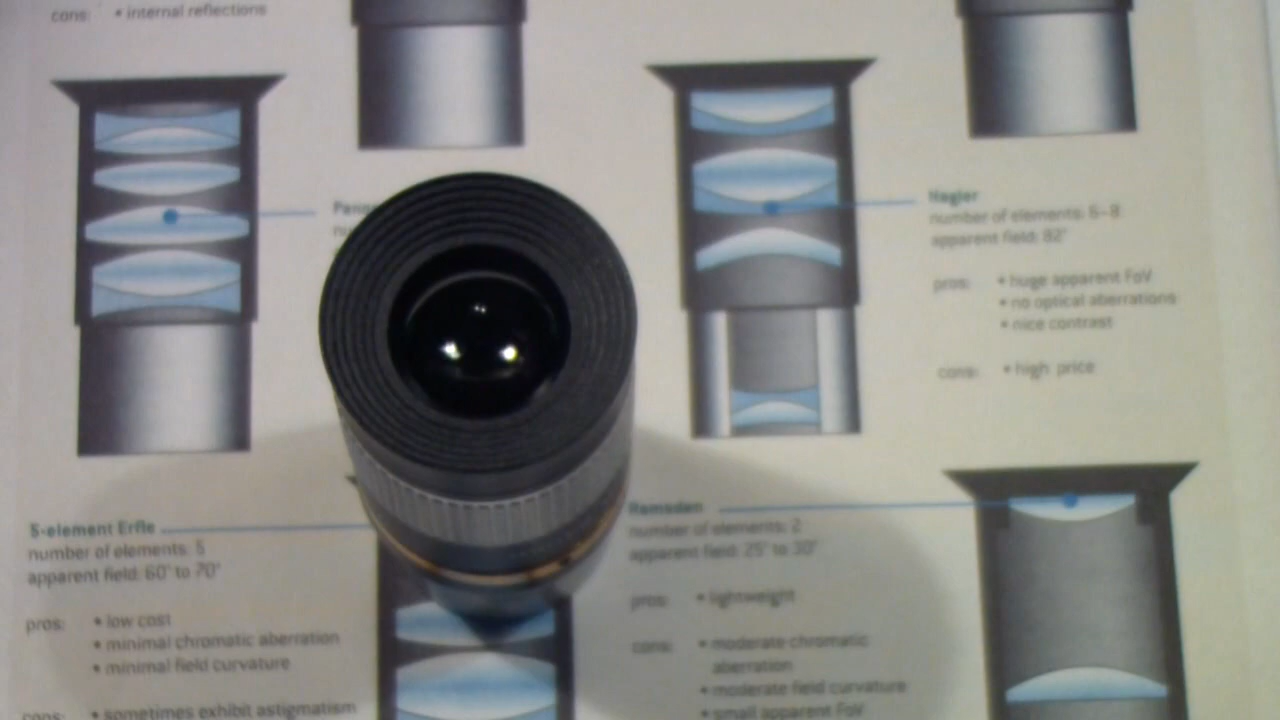 cons: • internal reflections
Nagler
number of elements: 6–8
apparent field: 82°
pros: • huge apparent FoV
• no optical aberrations
• nice contrast
cons: • high price
5-element Erfle
number of elements: 5
apparent field: 60° to 70°
pros: • low cost
• minimal chromatic aberration
• minimal field curvature
cons: • sometimes exhibit astigmatism
Ramsden
number of elements: 2
apparent field: 25° to 30°
pros: • lightweight
cons: • moderate chromatic
aberration
• moderate field curvature
• small apparent FoV